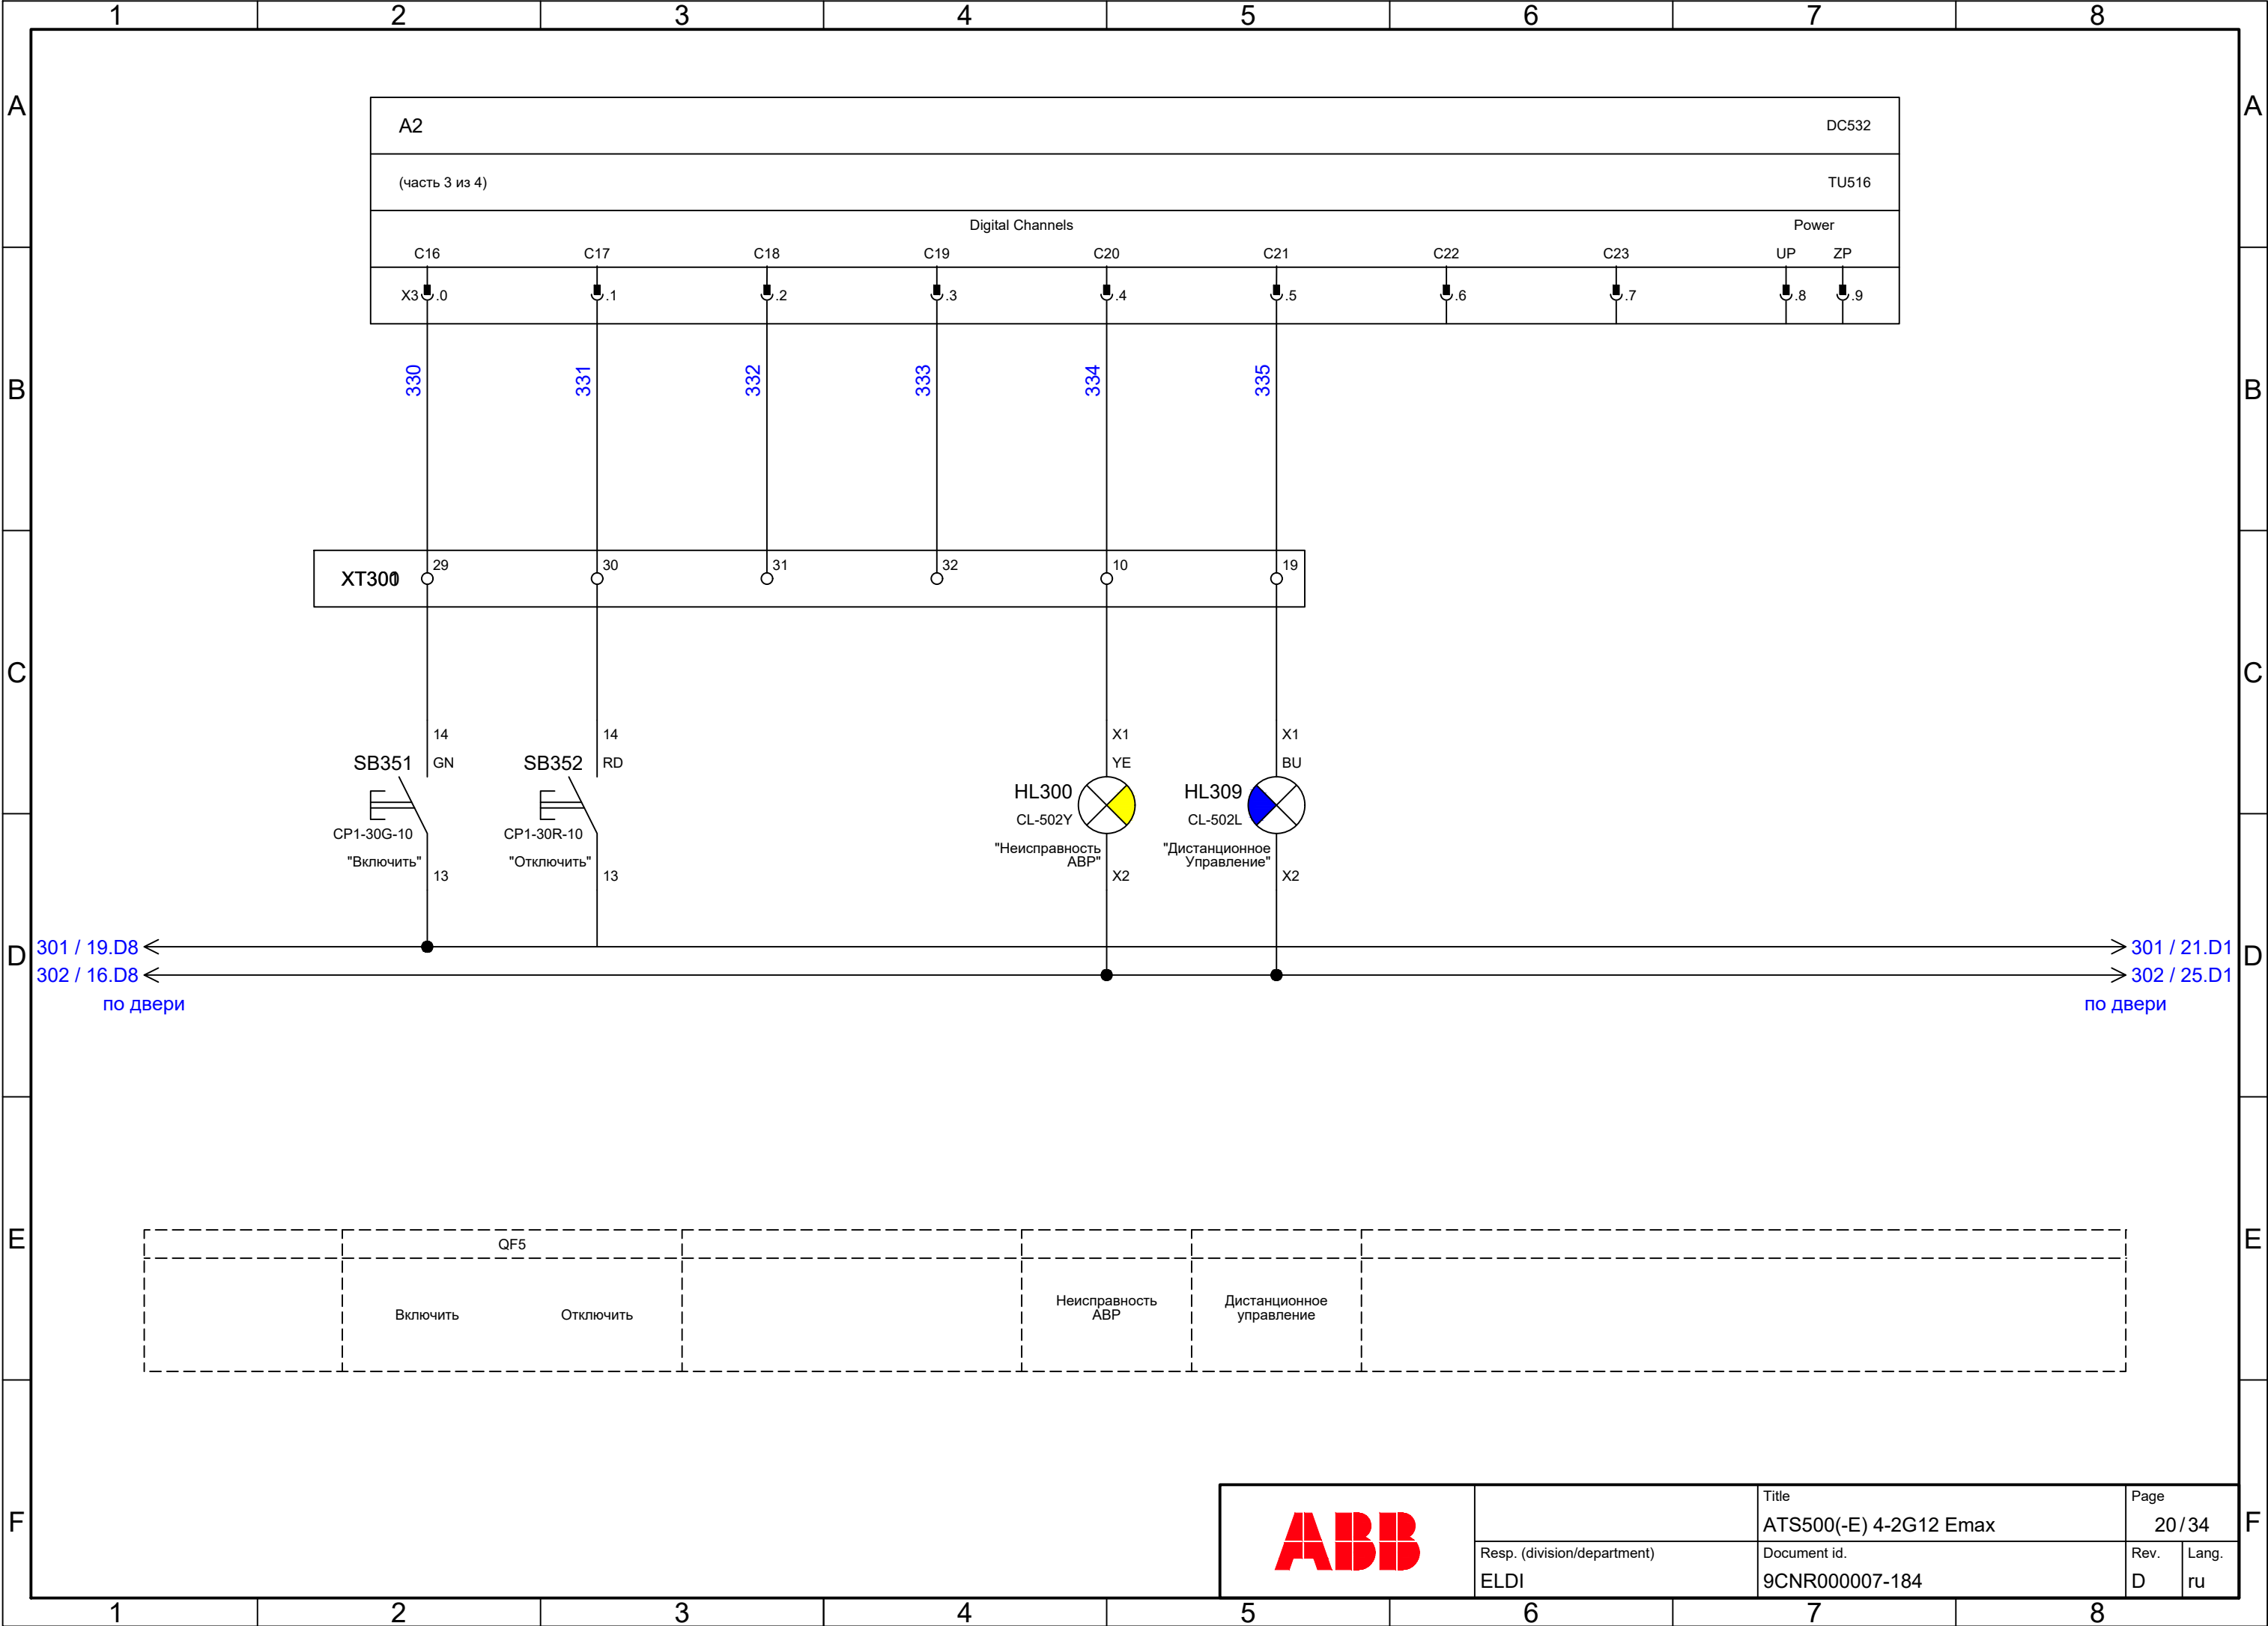 1 2 3 4 5 6 7 8
A A
A2 DC532
(часть 3 из 4) TU516
Digital Channels Power
C16 C17 C18 C19 C20 C21 C22 C23 UP ZP
X3 .0 .1 .2 .3 .4 .5 .6 .7 .8 .9
B B
330 331 332 333 334 335
29 30 31 32 10 19
C C
14 14 X1 X1
SB351 GN SB352 RD YE BU
HL300 HL309
CL-502Y CL-502L
CP1-30G-10 CP1-30R-10
"Включить" "Отключить"
"Неисправность
АВР"
"Дистанционное
Управление"
13 13 X2 X2
D D
301 / 19.D8 301 / 21.D1
302 / 16.D8 302 / 25.D1
по двери по двери
E E
QF5
Включить Отключить
Неисправность
АВР
Дистанционное
управление
F F
ABB
Title
ATS500(-E) 4-2G12 Emax
Page
20/34
Resp. (division/department)
ELDI
Document id.
9CNR000007-184
Rev.
D
Lang.
ru
1 2 3 4 5 6 7 8